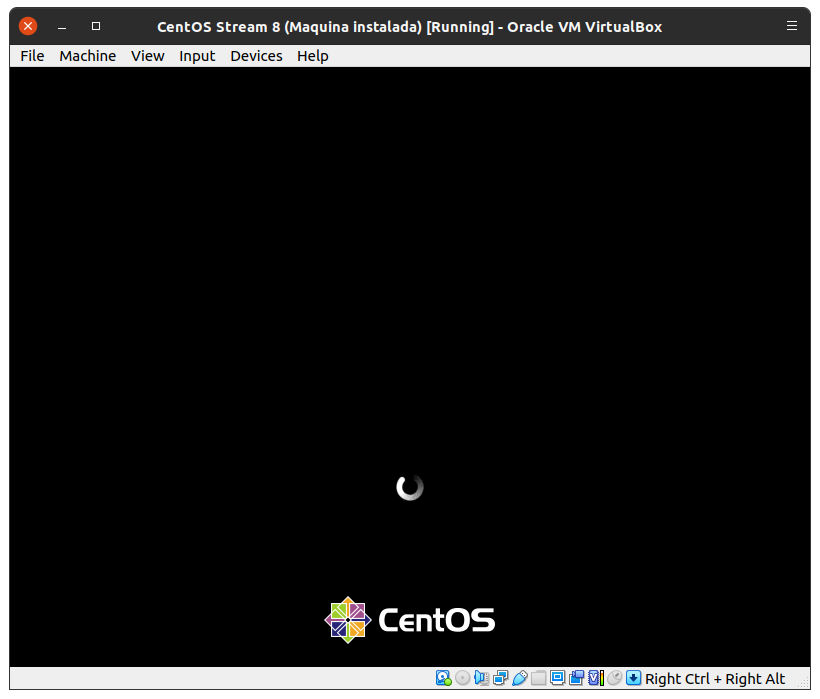 CentOS Stream 8 (Maquina instalada) [Running] - Oracle VM VirtualBox
File Machine View Input Devices Help
CentOS
Right Ctrl + Right Alt